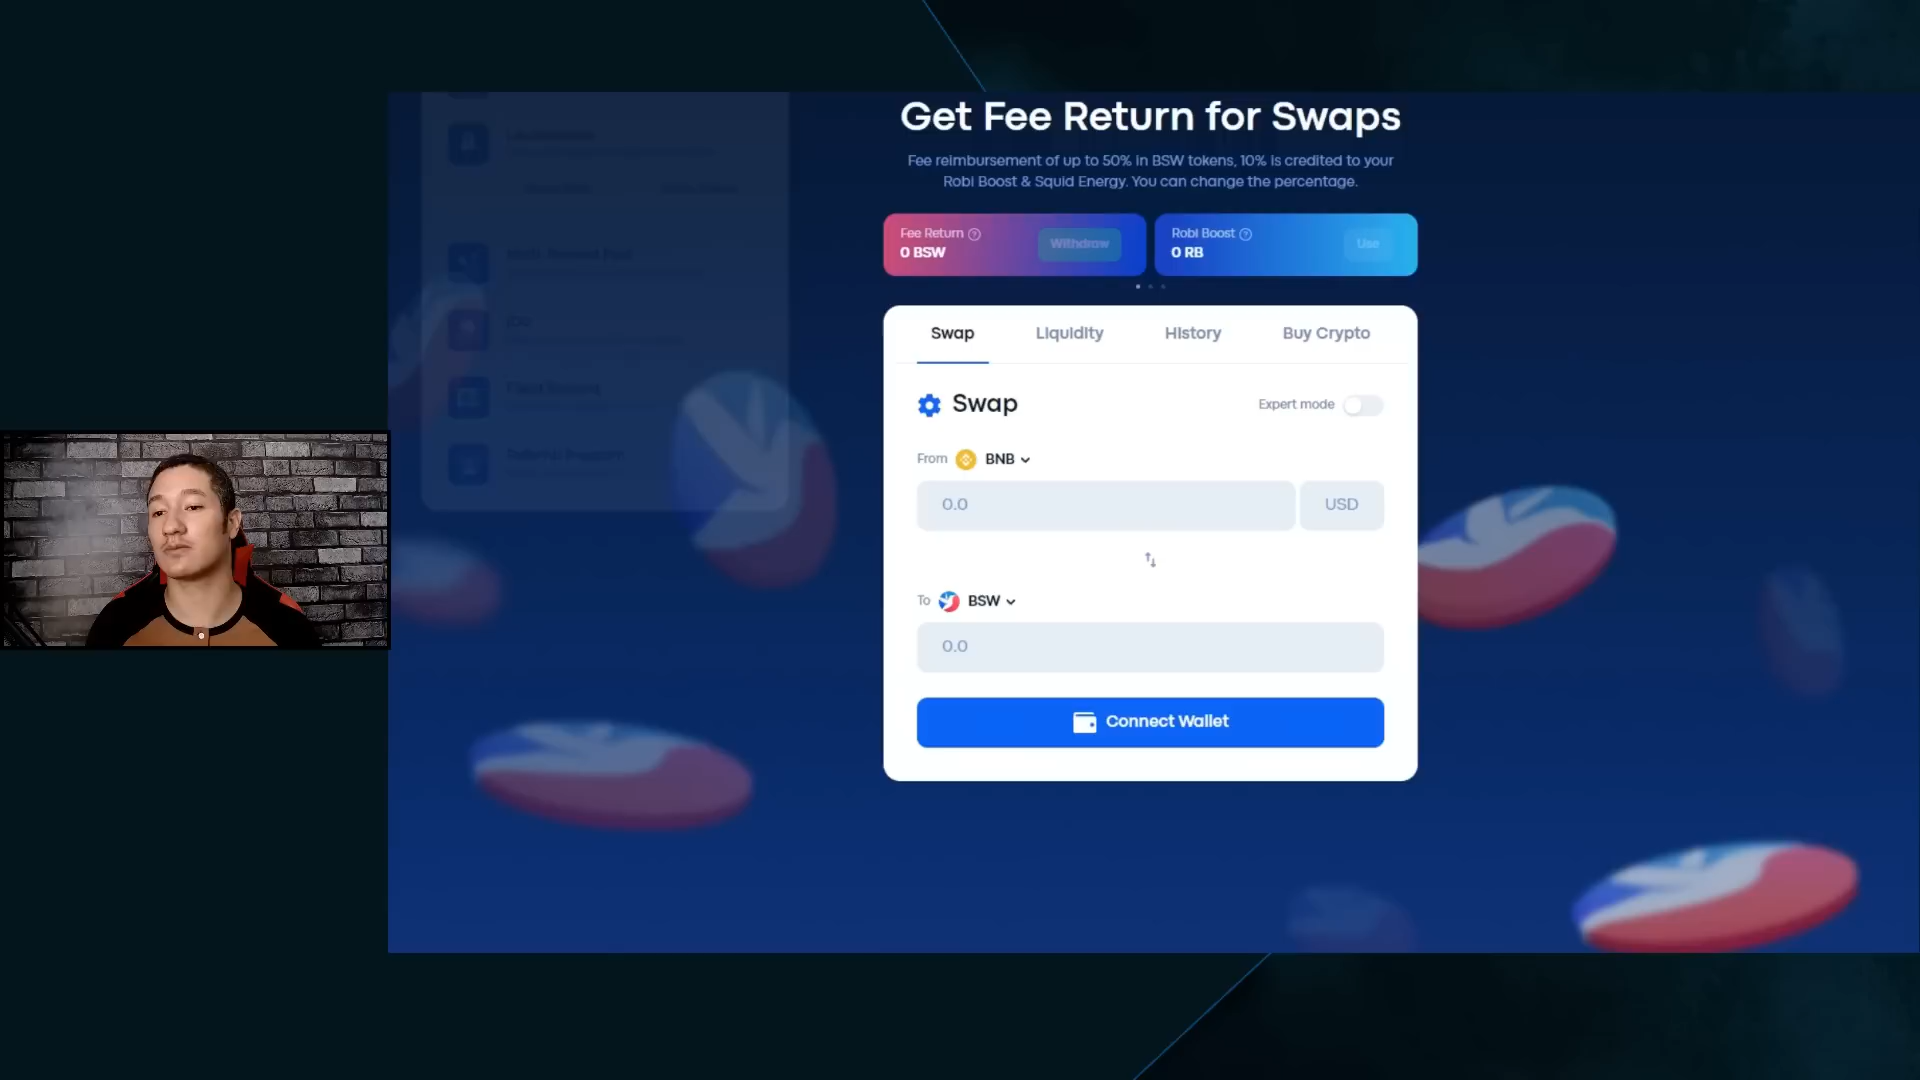 Get Fee Return for Swaps
Fee reimbursement of up to 50% in BSW tokens, 10% is credited to your
Robi Boost & Squid Energy. You can change the percentage.
Fee Return
0 BSW
Withdraw
Robi Boost
0 RB
Use
Swap
Liquidity
History
Buy Crypto
Swap
Expert mode
From BNB
0.0
USD
To BSW
0.0
Connect Wallet